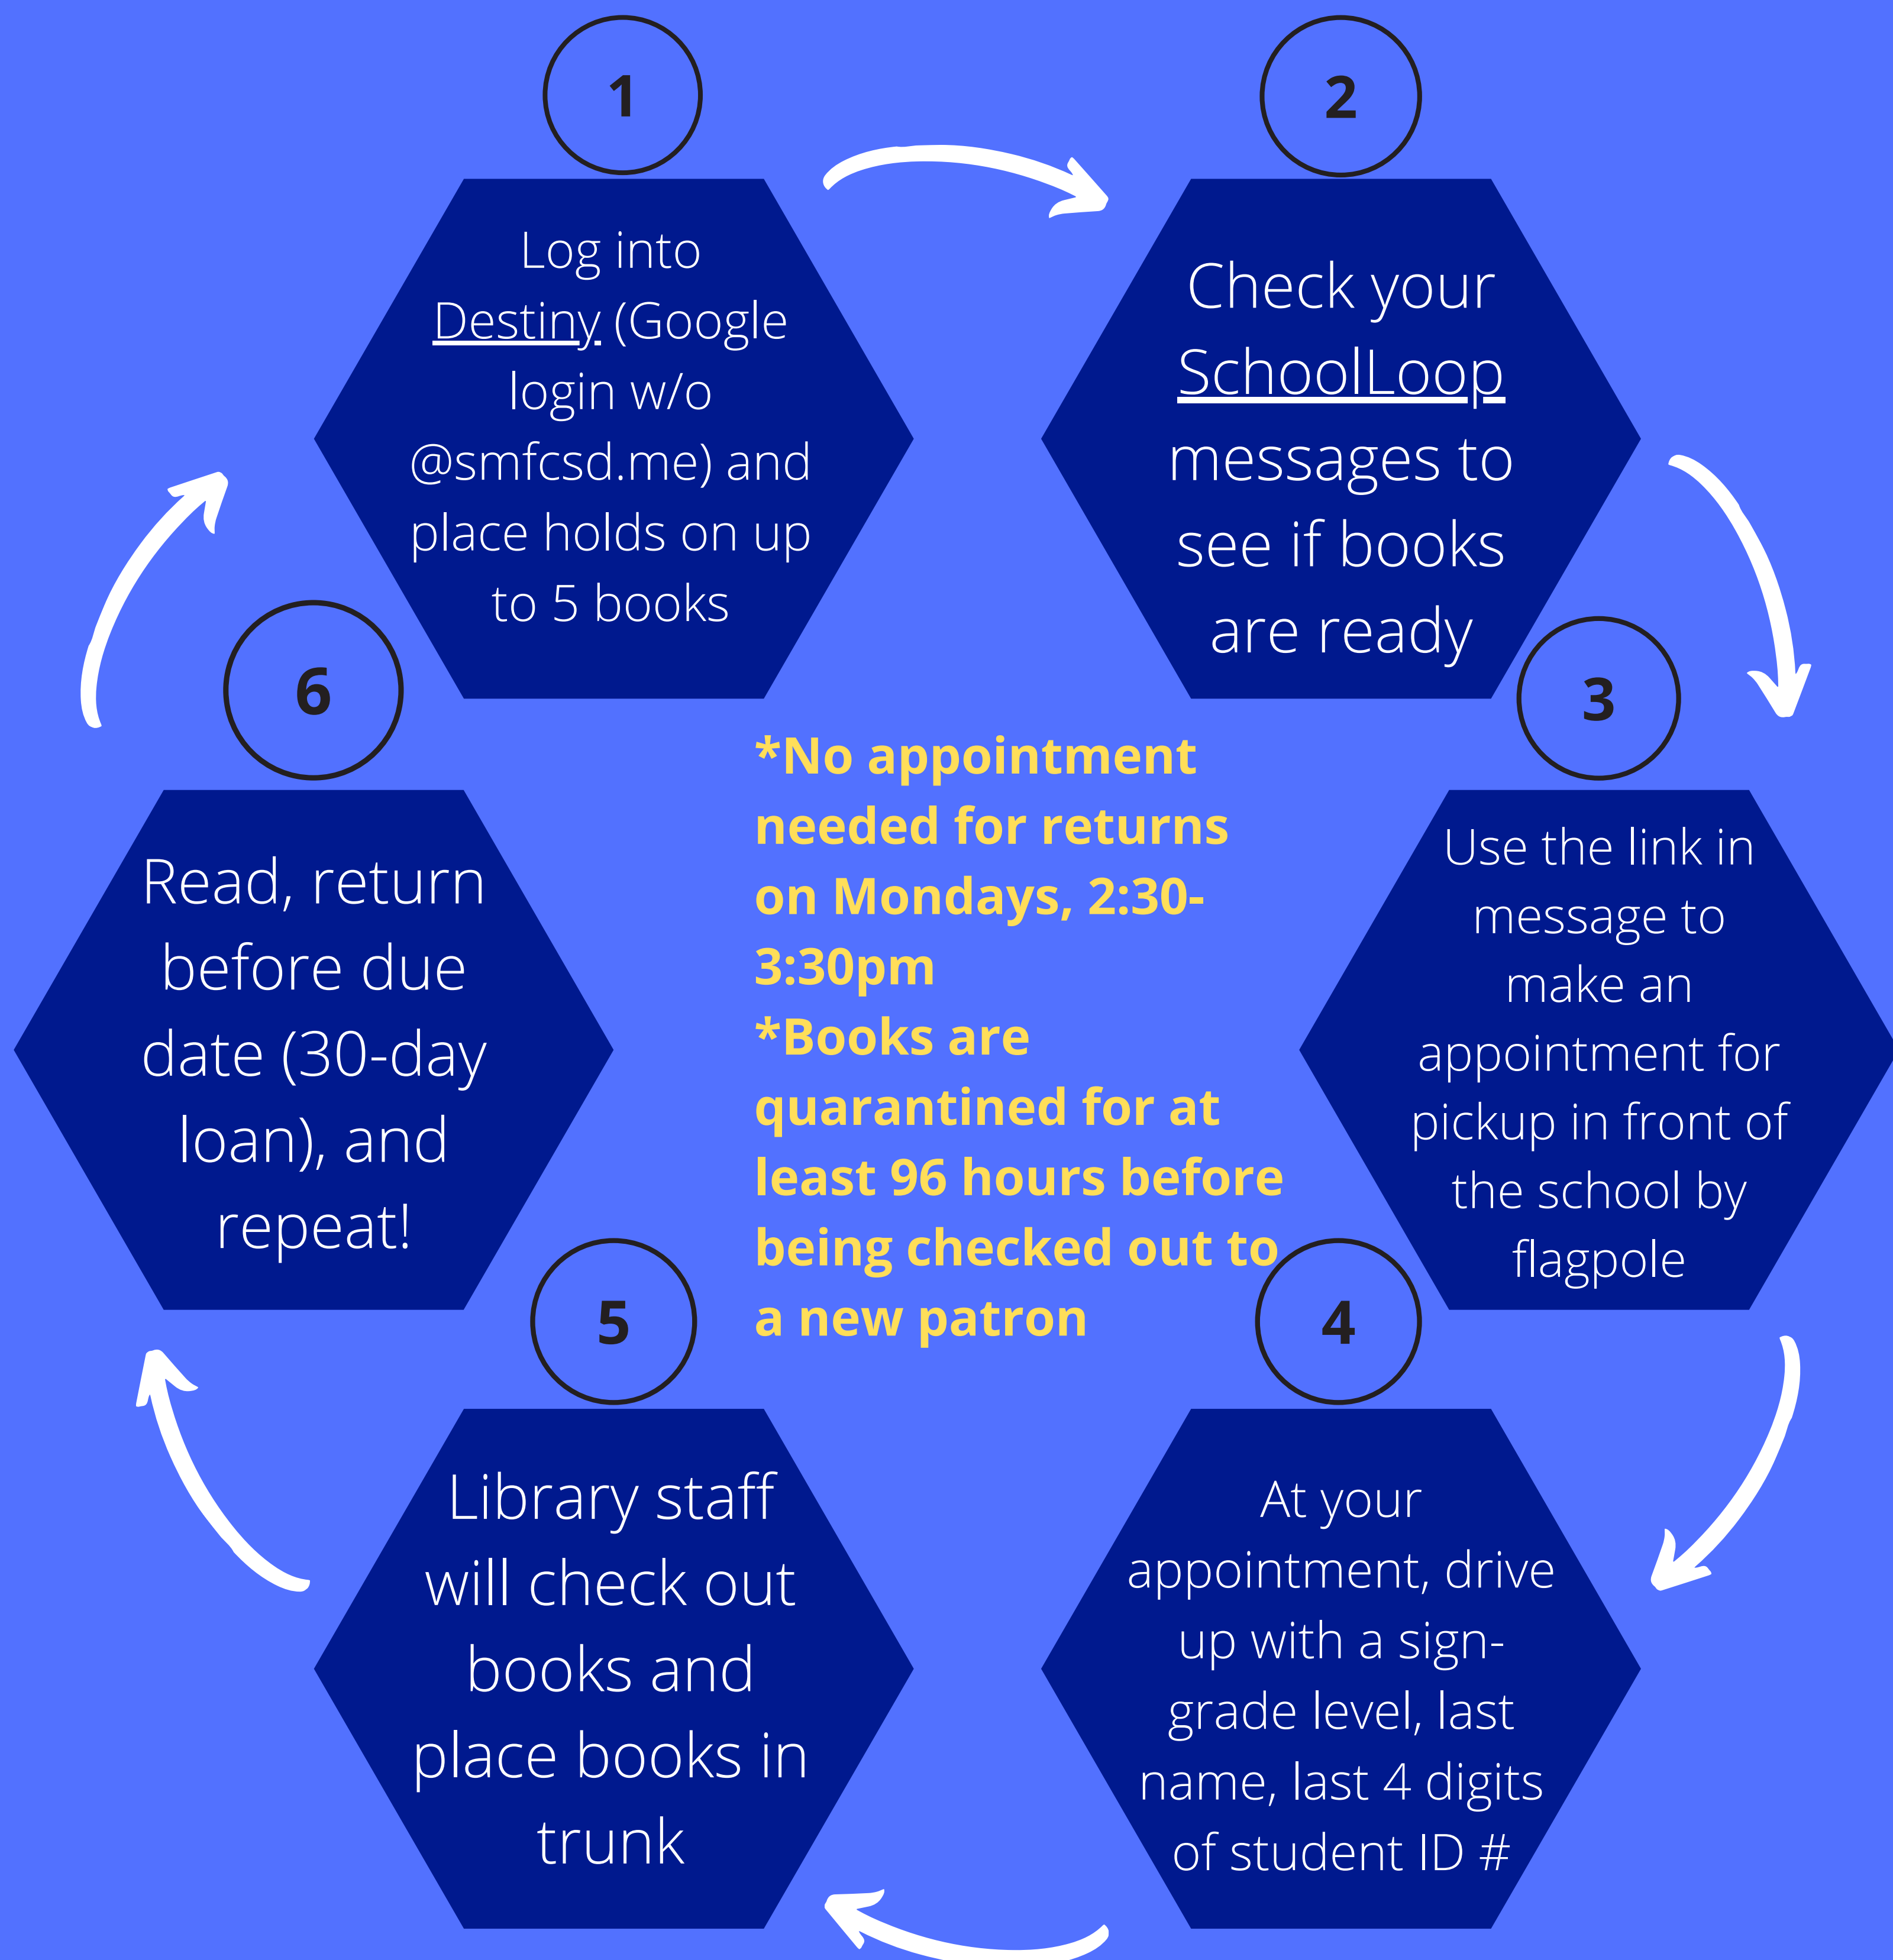 1
Log into
Destiny (Google
login w/o
@smfcsd.me) and
place holds on up
to 5 books
2
Check your
SchoolLoop
messages to
see if books
are ready
3
Use the link in
message to
make an
appointment for
pickup in front of
the school by
flagpole
4
At your
appointment, drive
up with a sign-
grade level, last
name, last 4 digits
of student ID #
5
Library staff
will check out
books and
place books in
trunk
6
Read, return
before due
date (30-day
loan), and
repeat!
*No appointment
needed for returns
on Mondays, 2:30-
3:30pm
*Books are
quarantined for at
least 96 hours before
being checked out to
a new patron